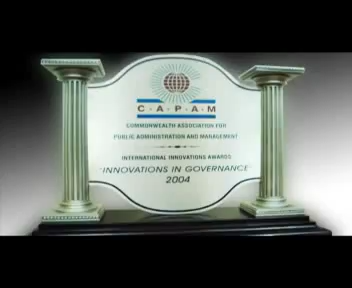 C·A·P·A·M
COMMONWEALTH ASSOCIATION FOR
PUBLIC ADMINISTRATION AND MANAGEMENT
INTERNATIONAL INNOVATIONS AWARDS
"INNOVATIONS IN GOVERNANCE"
2004